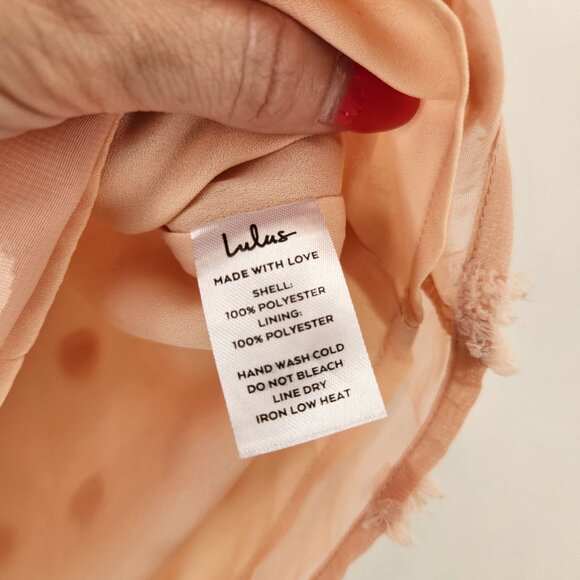 Lulus
MADE WITH LOVE
SHELL:
100% POLYESTER
LINING:
100% POLYESTER
HAND WASH COLD
DO NOT BLEACH
LINE DRY
IRON LOW HEAT